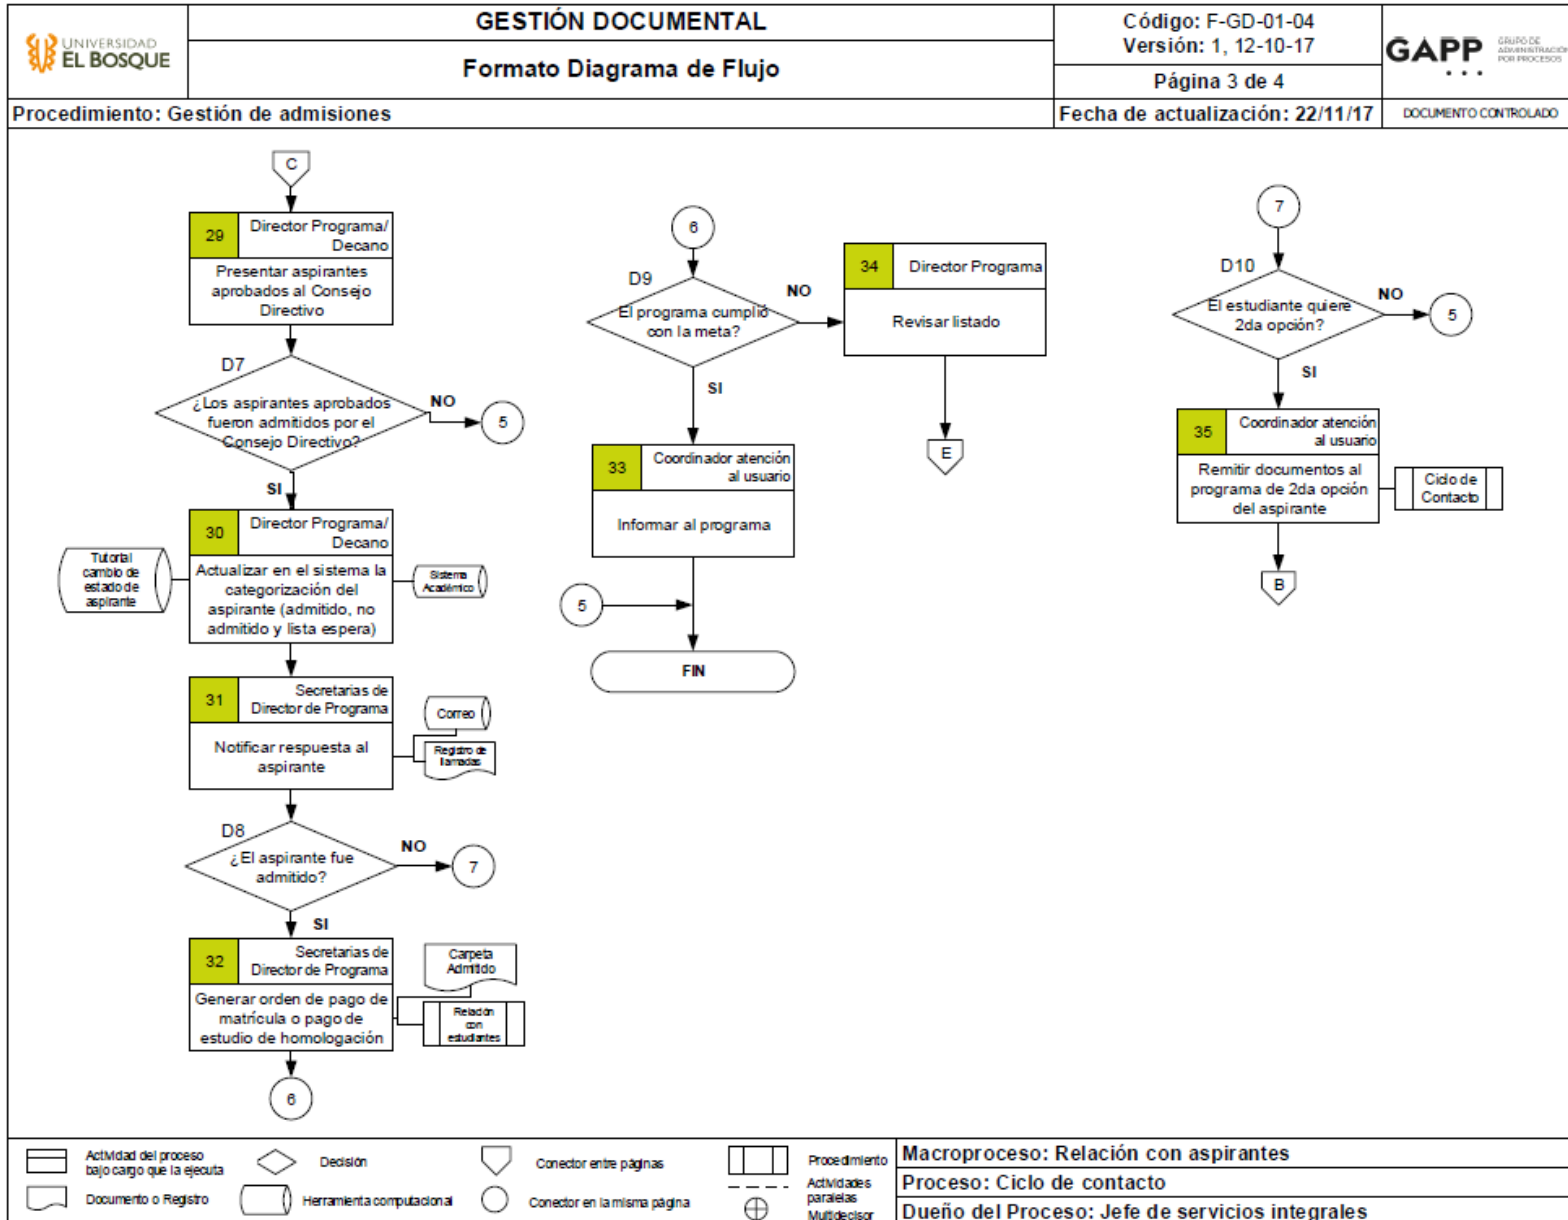 UNIVERSIDAD
EL BOSQUE
GESTIÓN DOCUMENTAL
Formato Diagrama de Flujo
Código: F-GD-01-04
Versión: 1, 12-10-17
Página 3 de 4
GAPP
GRUPO DE
ADMINISTRACIÓN
POR PROCESOS
Procedimiento: Gestión de admisiones
Fecha de actualización: 22/11/17
DOCUMENTO CONTROLADO
C
29
Director Programa/
Decano
Presentar aspirantes
aprobados al Consejo
Directivo
D7
¿Los aspirantes aprobados
fueron admitidos por el
Consejo Directivo?
NO
5
SI
30
Director Programa/
Decano
Actualizar en el sistema la
categorización del
aspirante (admitido, no
admitido y lista espera)
Tutorial
cambio de
estado de
aspirante
Sistema
Académico
31
Secretarias de
Director de Programa
Notificar respuesta al
aspirante
Correo
Registro de
llamadas
D8
¿El aspirante fue
admitido?
NO
7
SI
32
Secretarias de
Director de Programa
Generar orden de pago de
matrícula o pago de
estudio de homologación
Carpeta
Admitido
Relación
con
estudiantes
6
6
D9
El programa cumplió
con la meta?
NO
34
Director Programa
Revisar listado
E
SI
33
Coordinador atención
al usuario
Informar al programa
5
FIN
7
D10
El estudiante quiere
2da opción?
NO
5
SI
35
Coordinador atención
al usuario
Remitir documentos al
programa de 2da opción
del aspirante
Ciclo de
Contacto
B
Actividad del proceso
bajo cargo que la ejecuta
Decisión
Conector entre páginas
Procedimiento
Documento o Registro
Herramienta computacional
Conector en la misma página
Actividades
paralelas
Multidecisor
Macroproceso: Relación con aspirantes
Proceso: Ciclo de contacto
Dueño del Proceso: Jefe de servicios integrales